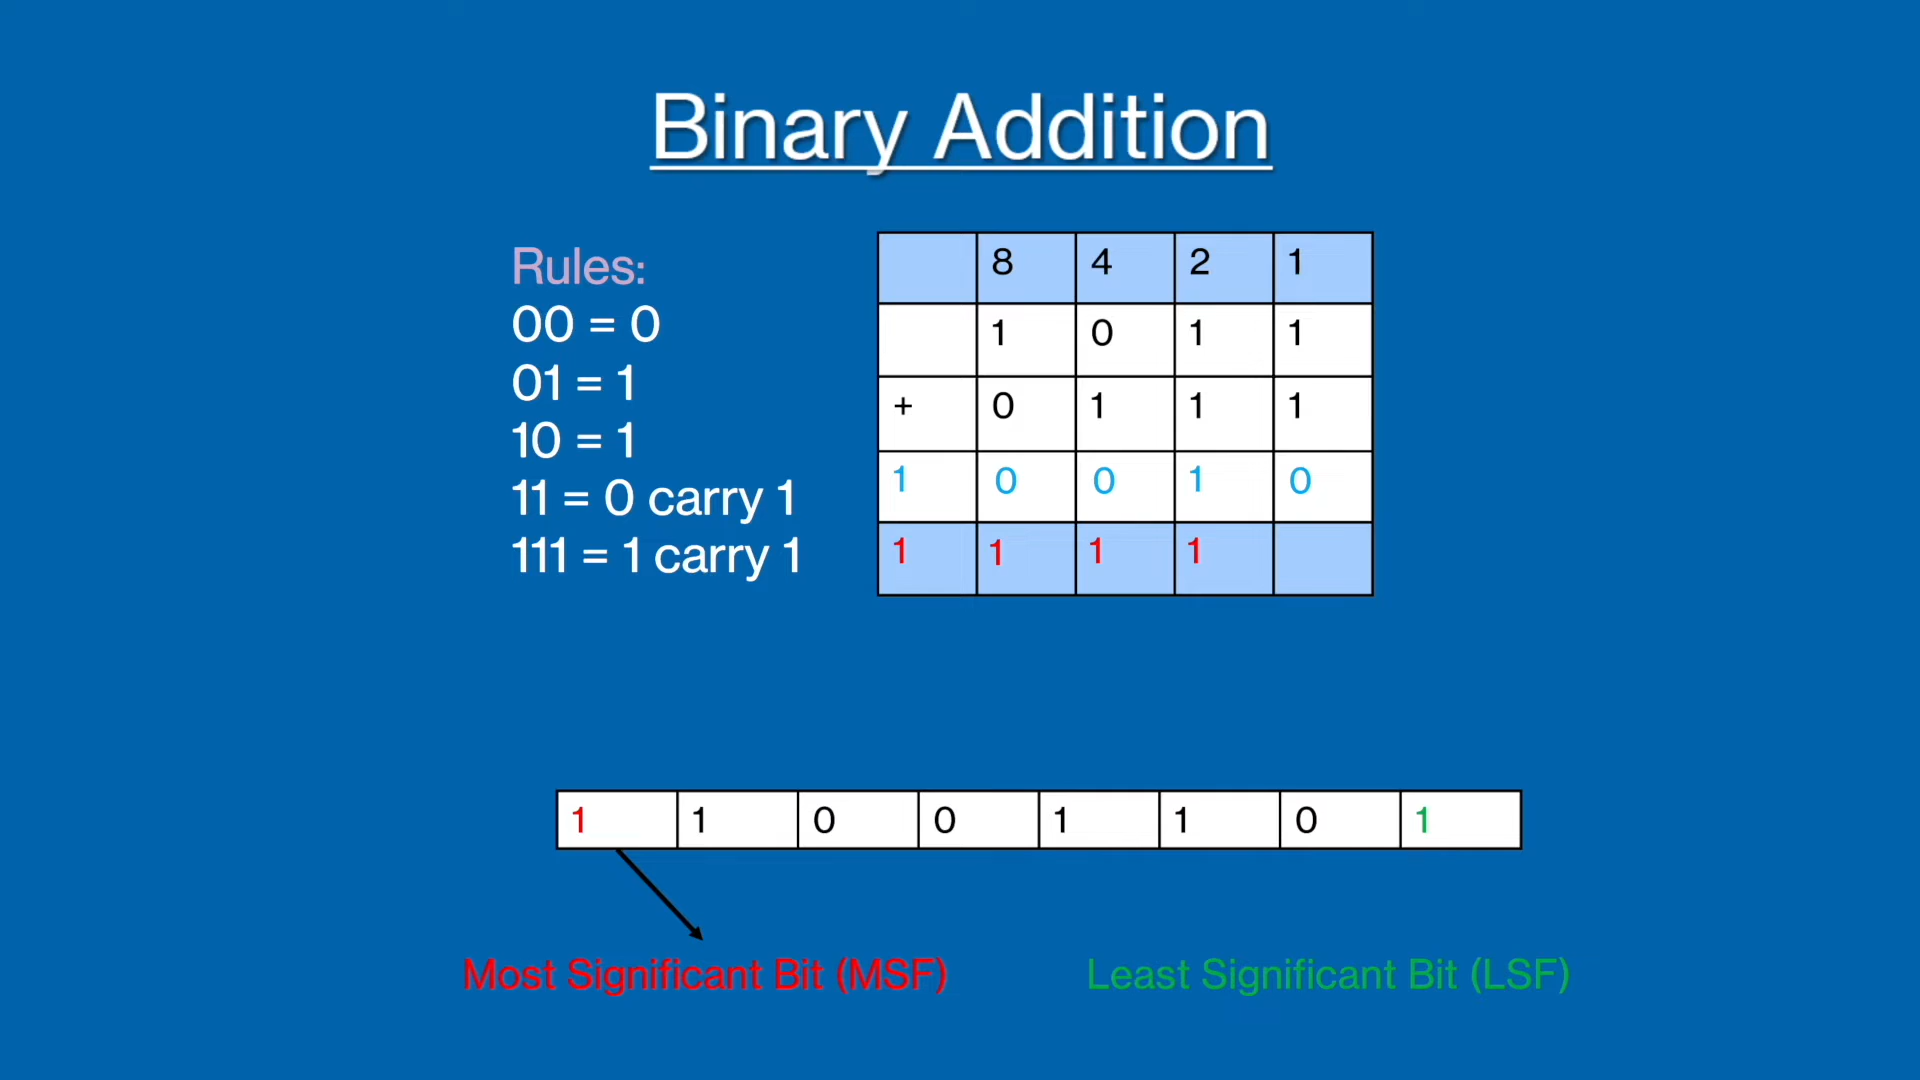 Binary Addition
Rules:
00 = 0
01 = 1
10 = 1
11 = 0 carry 1
111 = 1 carry 1
8 4 2 1
1 0 1 1
+ 0 1 1 1
1 0 0 1 0
1 1 1 1
1 1 0 0 1 1 0 1
Most Significant Bit (MSF)
Least Significant Bit (LSF)